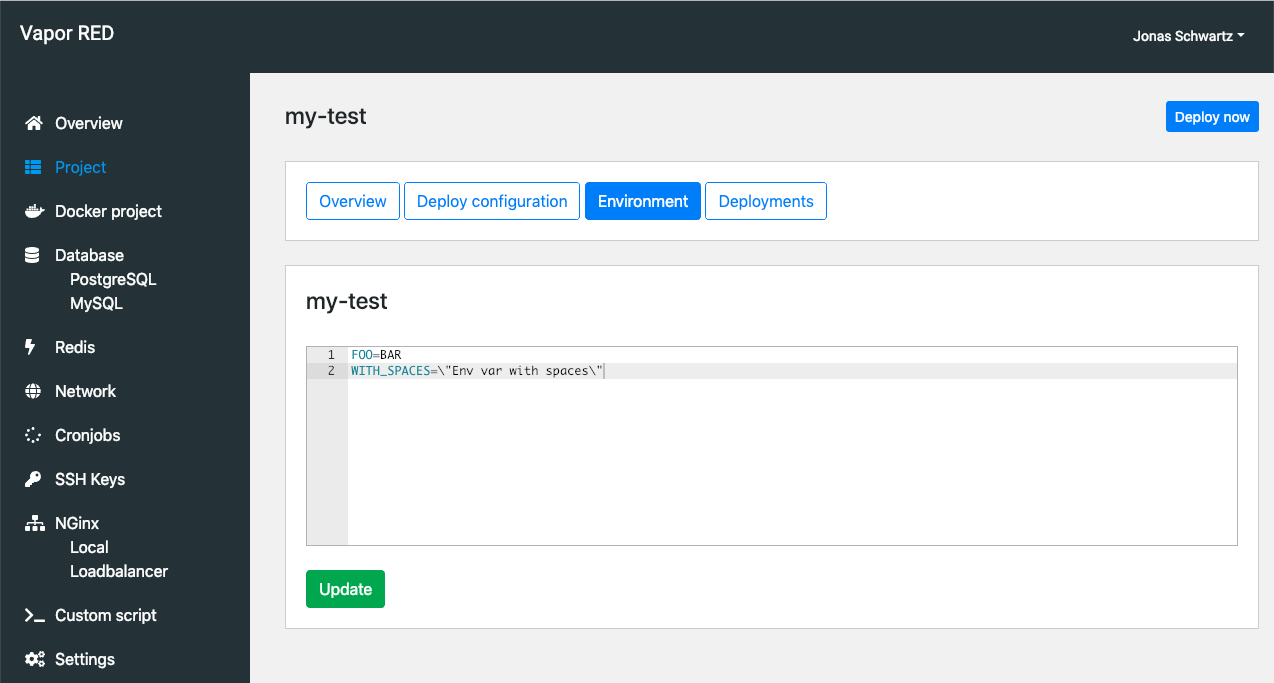 Vapor RED
Jonas Schwartz
Overview
Project
Docker project
Database
PostgreSQL
MySQL
Redis
Network
Cronjobs
SSH Keys
NGinx
Local
Loadbalancer
Custom script
Settings
my-test
Deploy now
Overview
Deploy configuration
Environment
Deployments
my-test
1 FOO=BAR
2 WITH_SPACES=\"Env var with spaces\"
Update